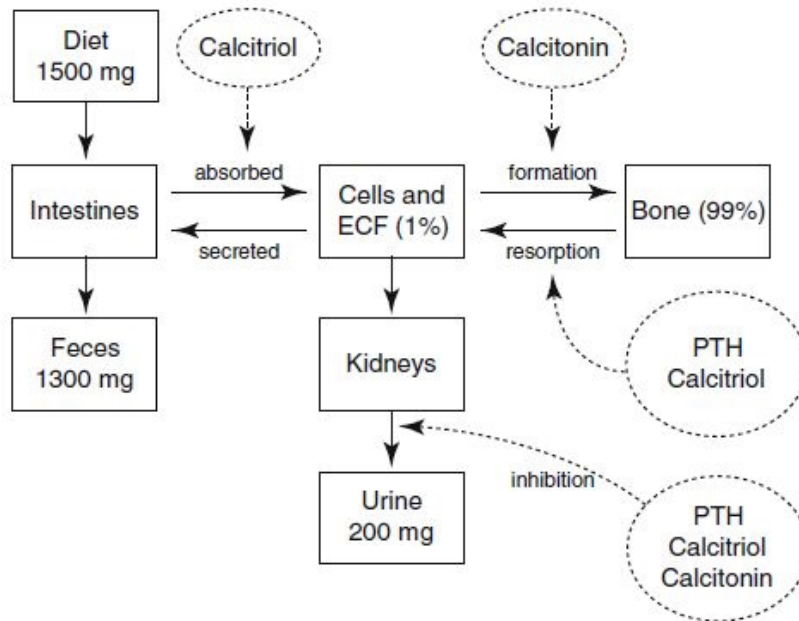 Diet
1500 mg
Calcitriol
Calcitonin
Intestines
absorbed
secreted
Cells and
ECF (1%)
formation
resorption
Bone (99%)
Feces
1300 mg
Kidneys
PTH
Calcitriol
inhibition
Urine
200 mg
PTH
Calcitriol
Calcitonin